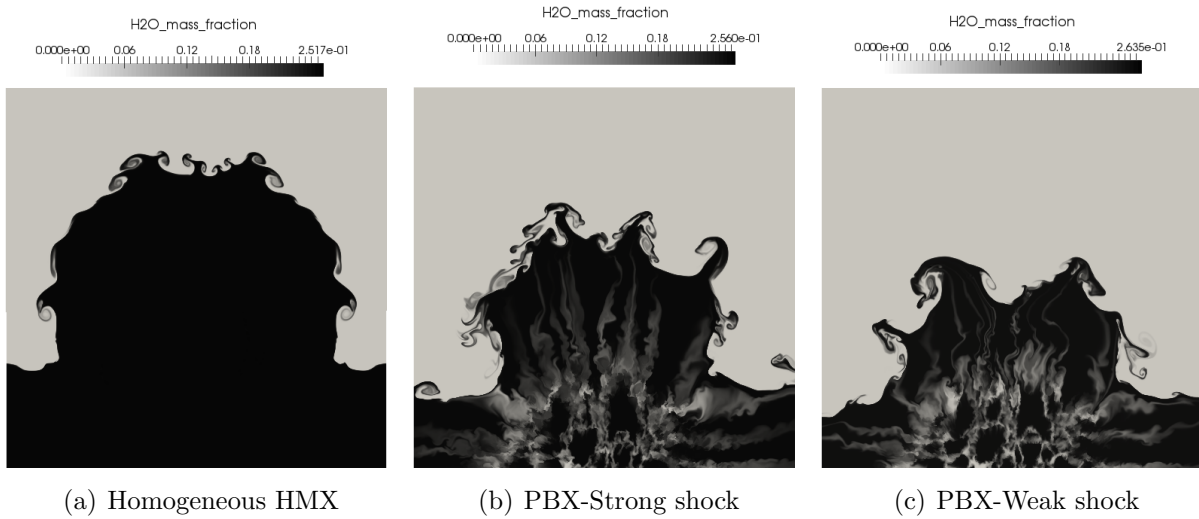 H2O_mass_fraction
0.000e+00 0.06 0.12 0.18 2.517e-01
H2O_mass_fraction
0.000e+00 0.06 0.12 0.18 2.560e-01
H2O_mass_fraction
0.000e+00 0.06 0.12 0.18 2.635e-01
(a) Homogeneous HMX
(b) PBX-Strong shock
(c) PBX-Weak shock